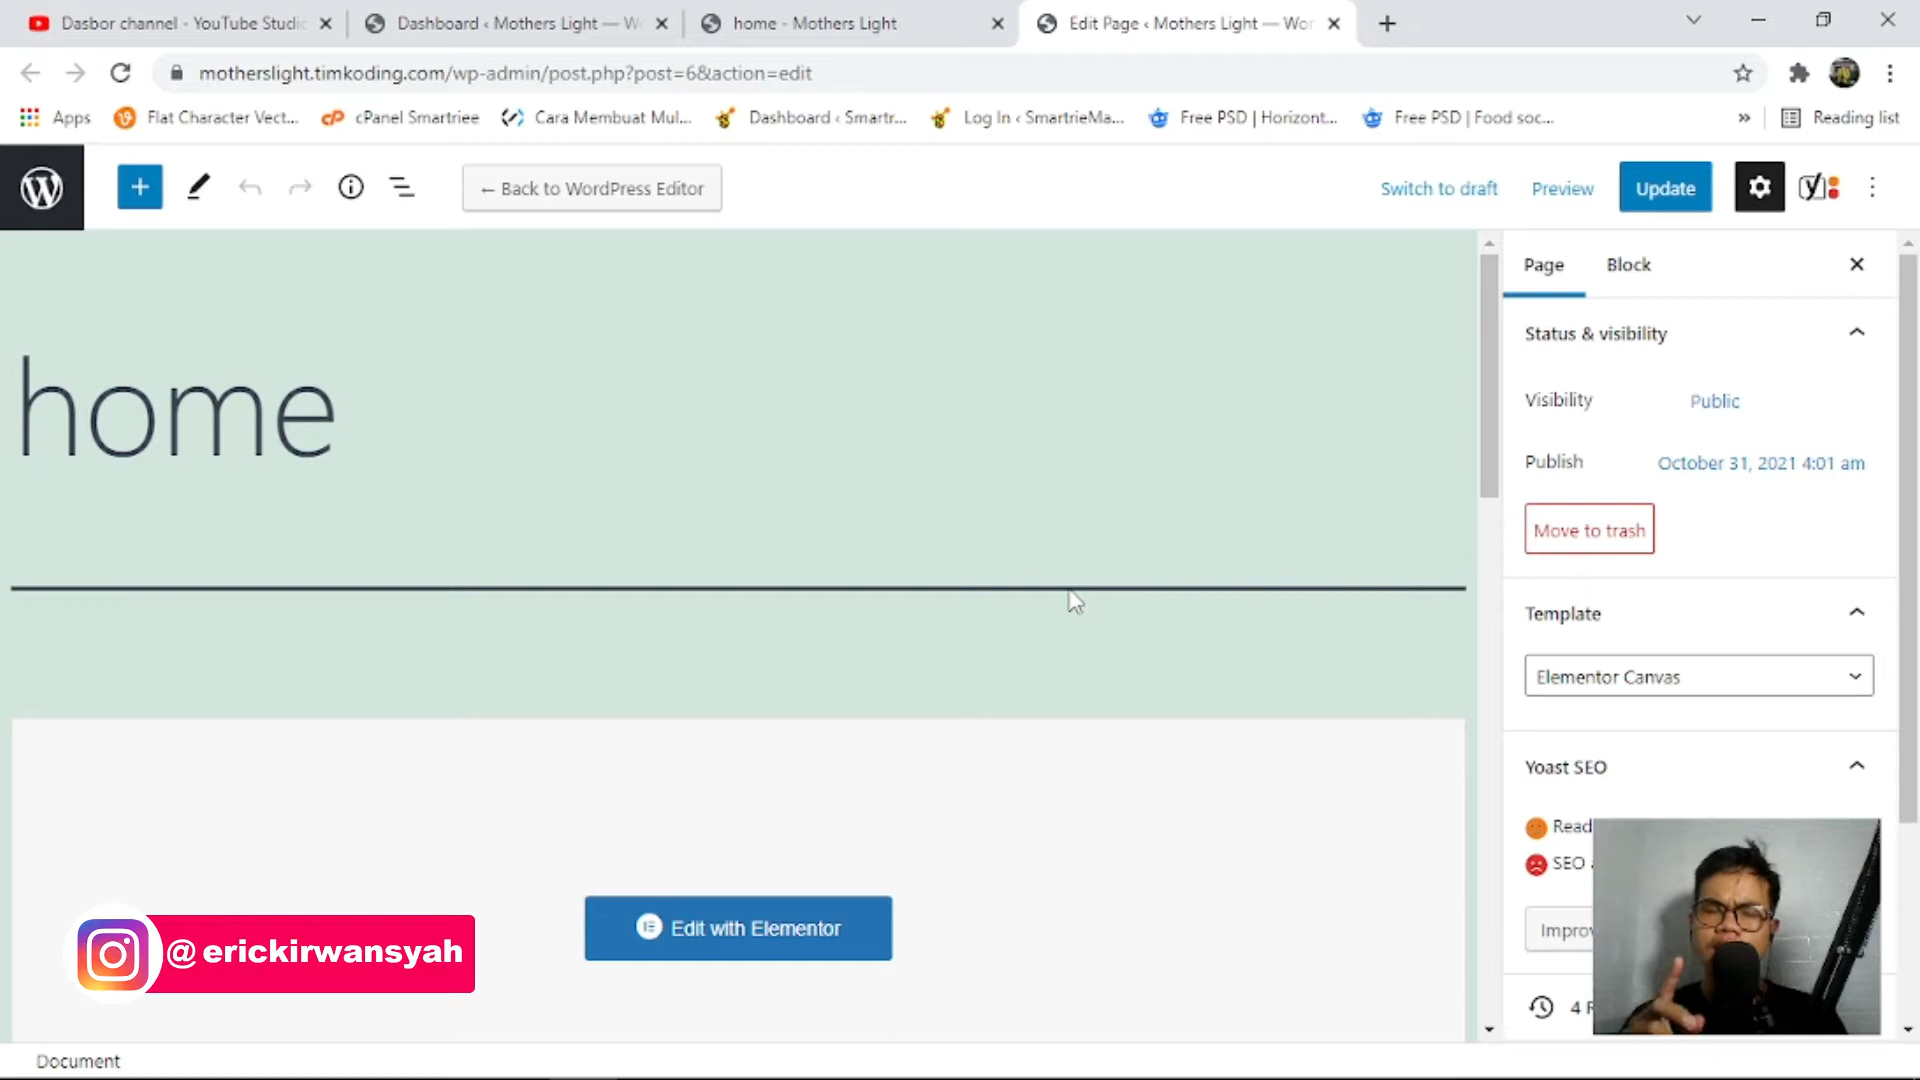 Dasbor channel - YouTube Studio
Dashboard ‹ Mothers Light — W
home - Mothers Light
Edit Page ‹ Mothers Light — Wor
motherslight.timkoding.com/wp-admin/post.php?post=6&action=edit
Apps
Flat Character Vect...
cPanel Smartriee
Cara Membuat Mul...
Dashboard ‹ Smartr...
Log In ‹ SmartrieMa...
Free PSD | Horizont...
Free PSD | Food soc...
»
Reading list
← Back to WordPress Editor
Switch to draft
Preview
Update
Page
Block
Status & visibility
Visibility
Public
Publish
October 31, 2021 4:01 am
Move to trash
Template
Elementor Canvas
Yoast SEO
Read
SEO
Improv
4 R
home
Edit with Elementor
@erickirwansyah
Document